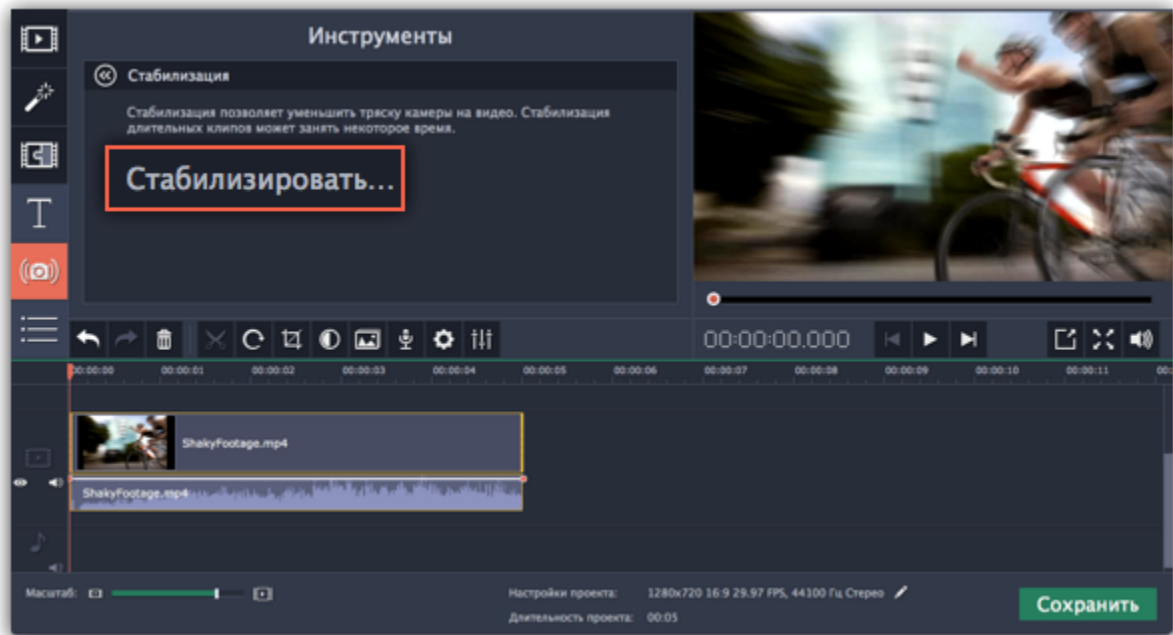 Инструменты
Стабилизация
Стабилизация позволяет уменьшить тряску камеры на видео. Стабилизация
длительных клипов может занять некоторое время.
Стабилизировать...
T
00:00:00.000
00:00:00 00:00:01 00:00:02 00:00:03 00:00:04 00:00:05 00:00:06 00:00:07 00:00:08 00:00:09 00:00:10 00:00:11
ShakyFootage.mp4
ShakyFootage.mp4
Масштаб:
Настройки проекта: 1280x720 16:9 29.97 FPS, 44100 Гц Стерео
Длительность проекта: 00:05
Сохранить